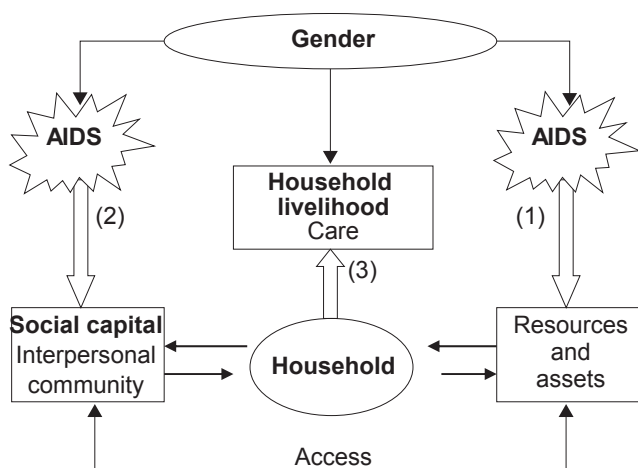 Gender
AIDS
AIDS
Household
livelihood
Care
(2)
(1)
(3)
Social capital
Interpersonal
community
Household
Resources
and
assets
Access